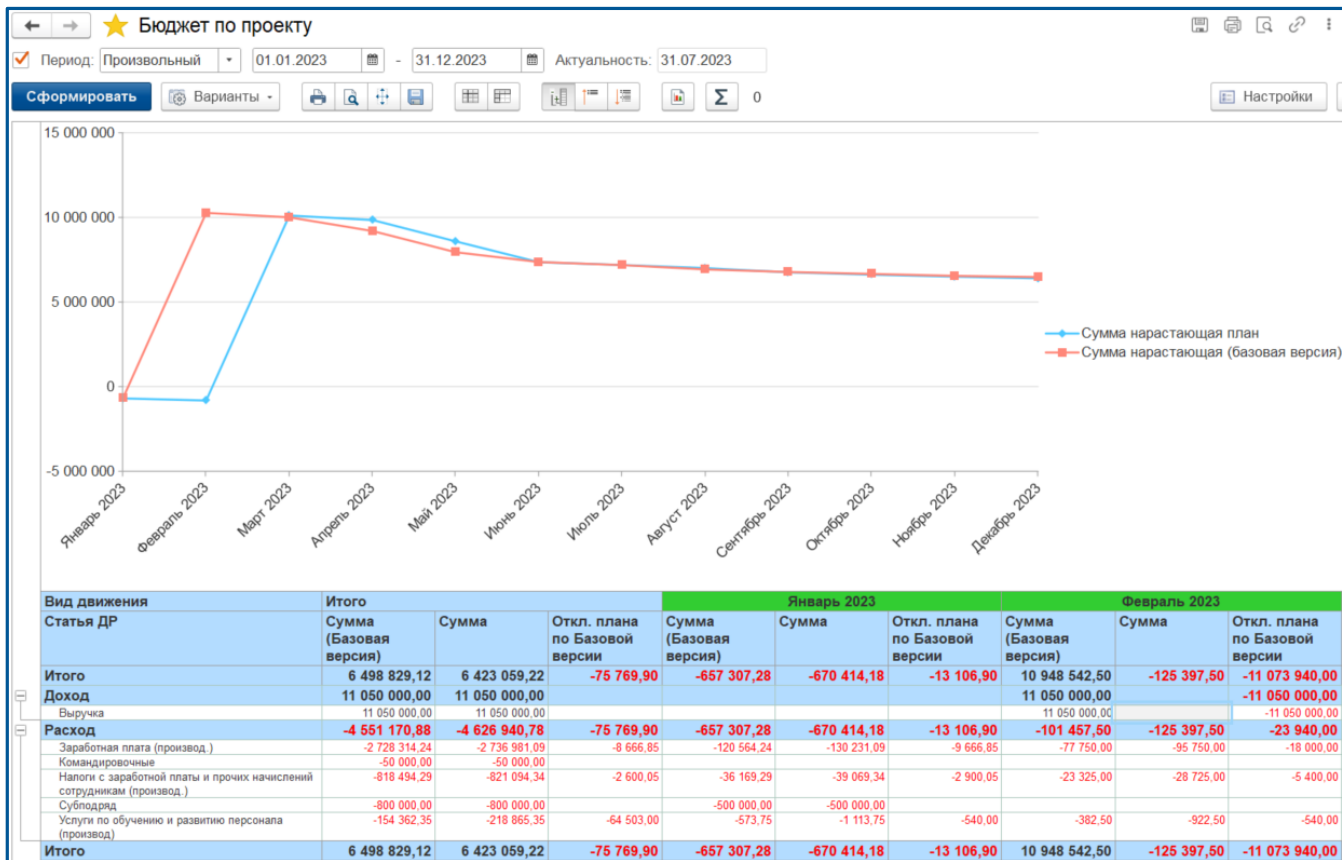 Бюджет по проекту
Период: Произвольный 01.01.2023 - 31.12.2023 Актуальность: 31.07.2023
Сформировать Варианты Σ 0 Настройки
15 000 000
10 000 000
5 000 000
0
-5 000 000
Сумма нарастающая план
Сумма нарастающая (базовая версия)
Январь 2023 Февраль 2023 Март 2023 Апрель 2023 Май 2023 Июнь 2023 Июль 2023 Август 2023 Сентябрь 2023 Октябрь 2023 Ноябрь 2023 Декабрь 2023
Вид движения Итого Январь 2023 Февраль 2023
Статья ДР Сумма Сумма Откл. плана Сумма Сумма Откл. плана Сумма Сумма Откл. плана
(Базовая по Базовой (Базовая по Базовой (Базовая по Базовой
версия) версии версия) версии версия) версии
Итого 6 498 829,12 6 423 059,22 -75 769,90 -657 307,28 -670 414,18 -13 106,90 10 948 542,50 -125 397,50 -11 073 940,00
Доход 11 050 000,00 11 050 000,00 11 050 000,00 -11 050 000,00
Выручка 11 050 000,00 11 050 000,00 11 050 000,00 -11 050 000,00
Расход -4 551 170,88 -4 626 940,78 -75 769,90 -657 307,28 -670 414,18 -13 106,90 -101 457,50 -125 397,50 -23 940,00
Заработная плата (производ.) -2 728 314,24 -2 736 981,09 -8 666,85 -120 564,24 -130 231,09 -9 666,85 -77 750,00 -95 750,00 -18 000,00
Командировочные -50 000,00 -50 000,00
Налоги с заработной платы и прочих начислений -818 494,29 -821 094,34 -2 600,05 -36 169,29 -39 069,34 -2 900,05 -23 325,00 -28 725,00 -5 400,00
сотрудникам (производ.)
Субподряд -800 000,00 -800 000,00 -500 000,00 -500 000,00
Услуги по обучению и развитию персонала -154 362,35 -218 865,35 -64 503,00 -573,75 -1 113,75 -540,00 -382,50 -922,50 -540,00
(производ)
Итого 6 498 829,12 6 423 059,22 -75 769,90 -657 307,28 -670 414,18 -13 106,90 10 948 542,50 -125 397,50 -11 073 940,00